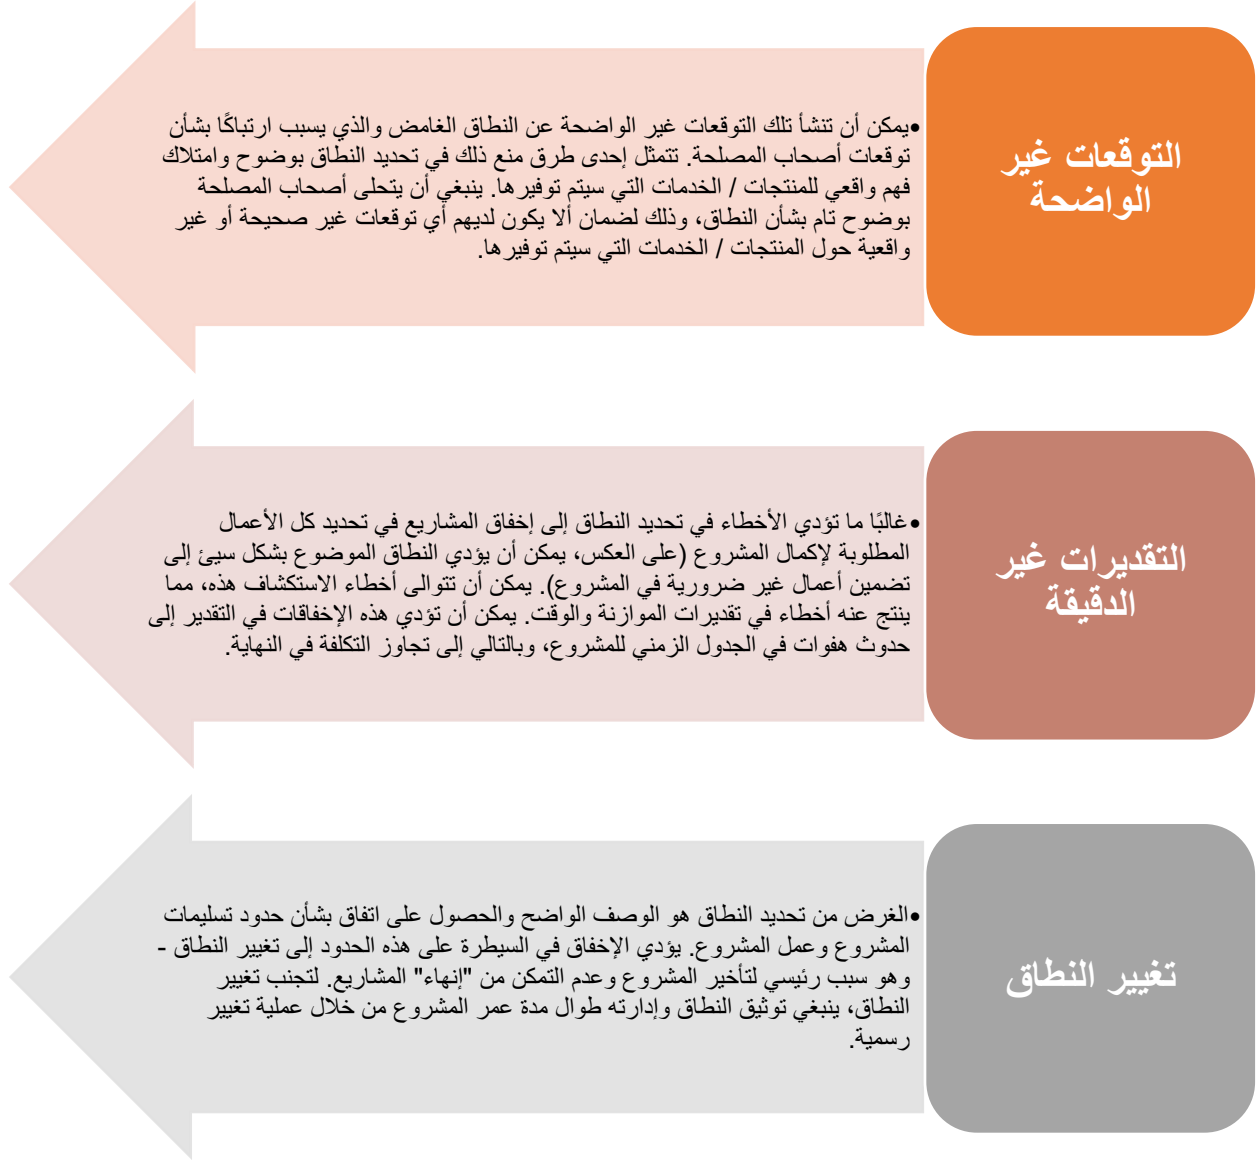 التوقعات غير
الواضحة
•يمكن أن تنشأ تلك التوقعات غير الواضحة عن النطاق الغامض والذي يسبب ارتباكًا بشأن
توقعات أصحاب المصلحة. تتمثل إحدى طرق منع ذلك في تحديد النطاق بوضوح وامتلاك
فهم واقعي للمنتجات / الخدمات التي سيتم توفيرها. ينبغي أن يتحلى أصحاب المصلحة
بوضوح تام بشأن النطاق، وذلك لضمان ألا يكون لديهم أي توقعات غير صحيحة أو غير
واقعية حول المنتجات / الخدمات التي سيتم توفيرها.
التقديرات غير
الدقيقة
•غالبًا ما تؤدي الأخطاء في تحديد النطاق إلى إخفاق المشاريع في تحديد كل الأعمال
المطلوبة لإكمال المشروع (على العكس، يمكن أن يؤدي النطاق الموضوع بشكل سيئ إلى
تضمين أعمال غير ضرورية في المشروع). يمكن أن تتوالى أخطاء الاستكشاف هذه، مما
ينتج عنه أخطاء في تقديرات الموازنة والوقت. يمكن أن تؤدي هذه الإخفاقات في التقدير إلى
حدوث هفوات في الجدول الزمني للمشروع، وبالتالي إلى تجاوز التكلفة في النهاية.
تغيير النطاق
•الغرض من تحديد النطاق هو الوصف الواضح والحصول على اتفاق بشأن حدود تسليمات
المشروع وعمل المشروع. يؤدي الإخفاق في السيطرة على هذه الحدود إلى تغيير النطاق -
وهو سبب رئيسي لتأخير المشروع وعدم التمكن من "إنهاء" المشاريع. لتجنب تغيير
النطاق، ينبغي توثيق النطاق وإدارته طوال مدة عمر المشروع من خلال عملية تغيير
رسمية.